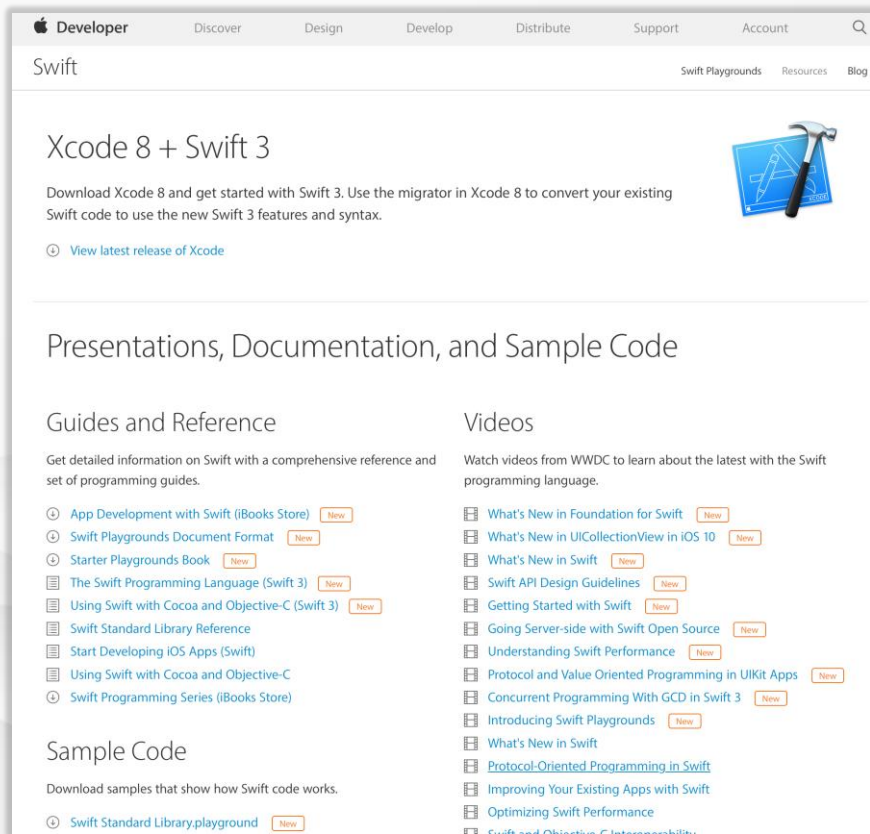 Developer Discover Design Develop Distribute Support Account
Swift
Swift Playgrounds Resources Blog
Xcode 8 + Swift 3
Download Xcode 8 and get started with Swift 3. Use the migrator in Xcode 8 to convert your existing
Swift code to use the new Swift 3 features and syntax.
View latest release of Xcode
XCODE
Presentations, Documentation, and Sample Code
Guides and Reference
Get detailed information on Swift with a comprehensive reference and
set of programming guides.
App Development with Swift (iBooks Store) New
Swift Playgrounds Document Format New
Starter Playgrounds Book New
The Swift Programming Language (Swift 3) New
Using Swift with Cocoa and Objective-C (Swift 3) New
Swift Standard Library Reference
Start Developing iOS Apps (Swift)
Using Swift with Cocoa and Objective-C
Swift Programming Series (iBooks Store)
Sample Code
Download samples that show how Swift code works.
Swift Standard Library.playground New
Videos
Watch videos from WWDC to learn about the latest with the Swift
programming language.
What's New in Foundation for Swift New
What's New in UICollectionView in iOS 10 New
What's New in Swift New
Swift API Design Guidelines New
Getting Started with Swift New
Going Server-side with Swift Open Source New
Understanding Swift Performance New
Protocol and Value Oriented Programming in UIKit Apps New
Concurrent Programming With GCD in Swift 3 New
Introducing Swift Playgrounds New
What's New in Swift
Protocol-Oriented Programming in Swift
Improving Your Existing Apps with Swift
Optimizing Swift Performance
Swift and Objective-C Interoperability